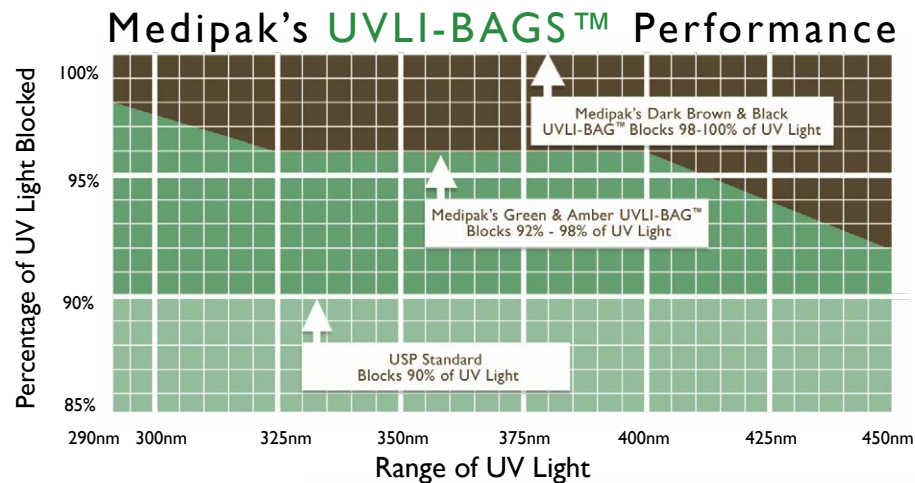 Medipak's UVLI-BAGS™ Performance
Percentage of UV Light Blocked
100%
95%
90%
85%
Medipak's Dark Brown & Black
UVLI-BAG™ Blocks 98-100% of UV Light
Medipak's Green & Amber UVLI-BAG™
Blocks 92% - 98% of UV Light
USP Standard
Blocks 90% of UV Light
290nm 300nm 325nm 350nm 375nm 400nm 425nm 450nm
Range of UV Light